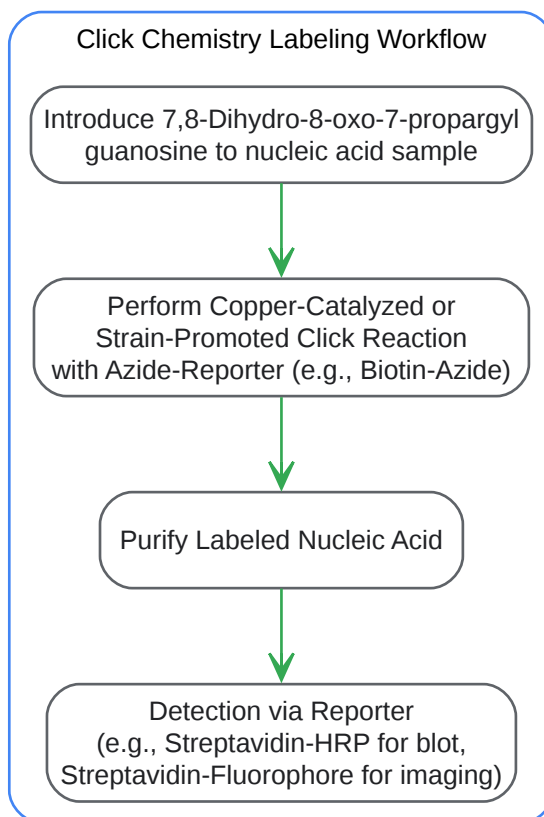 Click Chemistry Labeling Workflow
Introduce 7,8-Dihydro-8-oxo-7-propargyl
guanosine to nucleic acid sample
Perform Copper-Catalyzed or
Strain-Promoted Click Reaction
with Azide-Reporter (e.g., Biotin-Azide)
Purify Labeled Nucleic Acid
Detection via Reporter
(e.g., Streptavidin-HRP for blot,
Streptavidin-Fluorophore for imaging)